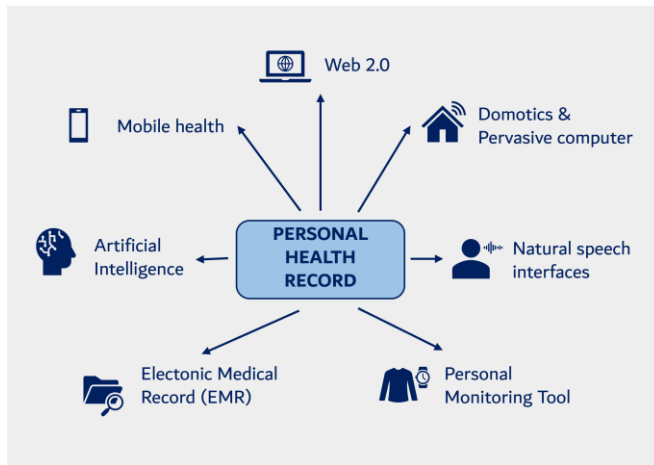 Web 2.0
Mobile health
Domotics &
Pervasive computer
PERSONAL
HEALTH
RECORD
Artificial
Intelligence
Natural speech
interfaces
Electonic Medical
Record (EMR)
Personal
Monitoring Tool